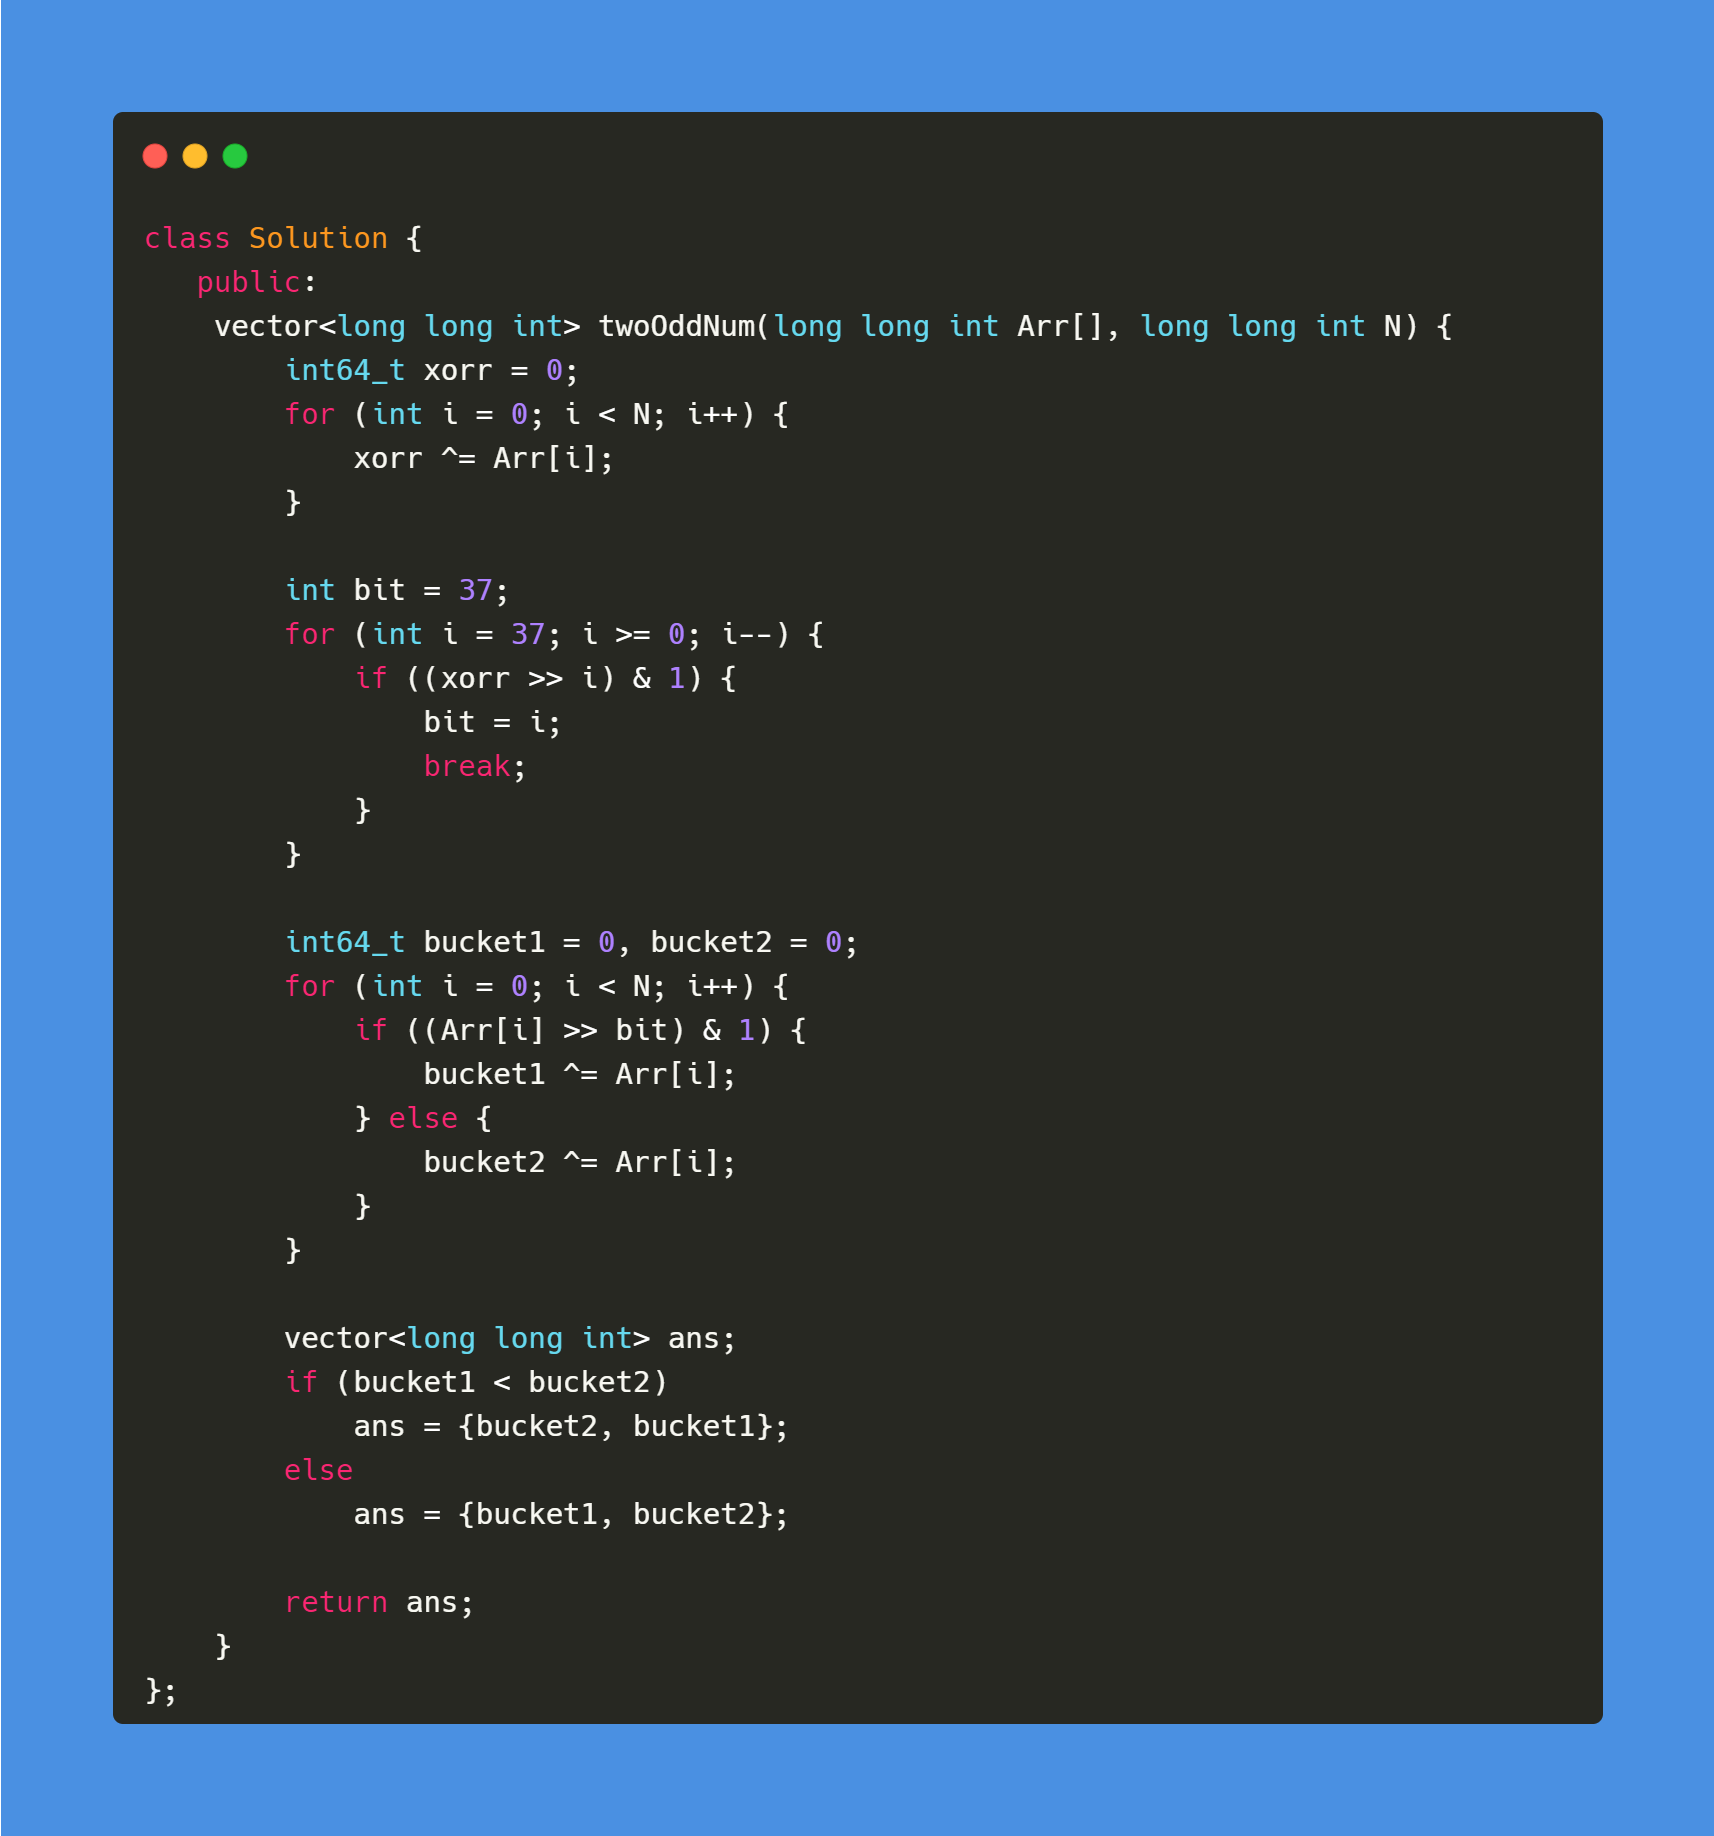 class Solution {
   public:
    vector<long long int> twoOddNum(long long int Arr[], long long int N) {
        int64_t xorr = 0;
        for (int i = 0; i < N; i++) {
            xorr ^= Arr[i];
        }

        int bit = 37;
        for (int i = 37; i >= 0; i--) {
            if ((xorr >> i) & 1) {
                bit = i;
                break;
            }
        }

        int64_t bucket1 = 0, bucket2 = 0;
        for (int i = 0; i < N; i++) {
            if ((Arr[i] >> bit) & 1) {
                bucket1 ^= Arr[i];
            } else {
                bucket2 ^= Arr[i];
            }
        }

        vector<long long int> ans;
        if (bucket1 < bucket2)
            ans = {bucket2, bucket1};
        else
            ans = {bucket1, bucket2};

        return ans;
    }
};